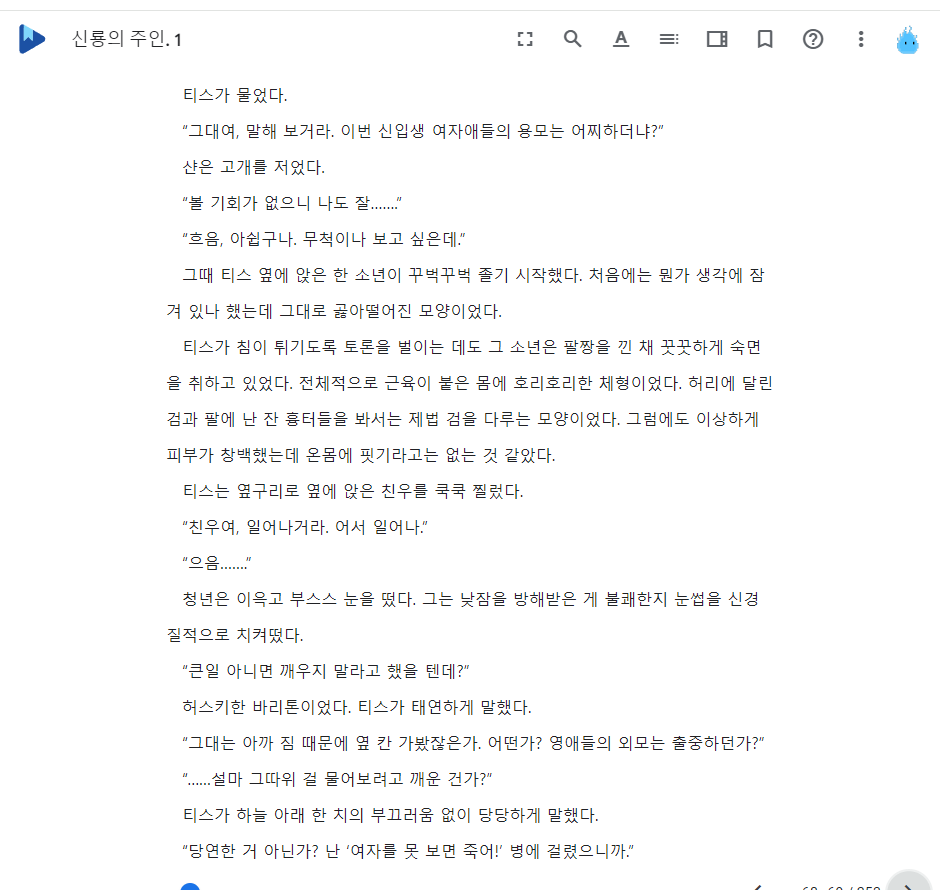 신룡의 주인. 1
티스가 물었다.
“그대여, 말해 보거라. 이번 신입생 여자애들의 용모는 어찌하더냐?”
샨은 고개를 저었다.
“볼 기회가 없으니 나도 잘…….”
“흐음, 아쉽구나. 무척이나 보고 싶은데.”
그때 티스 옆에 앉은 한 소년이 꾸벅꾸벅 졸기 시작했다. 처음에는 뭔가 생각에 잠
겨 있나 했는데 그대로 곯아떨어진 모양이었다.
티스가 침이 튀기도록 토론을 벌이는 데도 그 소년은 팔짱을 낀 채 꿋꿋하게 숙면
을 취하고 있었다. 전체적으로 근육이 붙은 몸에 호리호리한 체형이었다. 허리에 달린
검과 팔에 난 잔 흉터들을 봐서는 제법 검을 다루는 모양이었다. 그럼에도 이상하게
피부가 창백했는데 온몸에 핏기라고는 없는 것 같았다.
티스는 옆구리로 옆에 앉은 친우를 쿡쿡 찔렀다.
“친우여, 일어나거라. 어서 일어나.”
“으음…….”
청년은 이윽고 부스스 눈을 떴다. 그는 낮잠을 방해받은 게 불쾌한지 눈썹을 신경
질적으로 치켜떴다.
“큰일 아니면 깨우지 말라고 했을 텐데?”
허스키한 바리톤이었다. 티스가 태연하게 말했다.
“그대는 아까 짐 때문에 옆 칸 가봤잖은가. 어떤가? 영애들의 외모는 출중하던가?”
“……설마 그따위 걸 물어보려고 깨운 건가?”
티스가 하늘 아래 한 치의 부끄러움 없이 당당하게 말했다.
“당연한 거 아닌가? 난 ‘여자를 못 보면 죽어!’ 병에 걸렸으니까.”